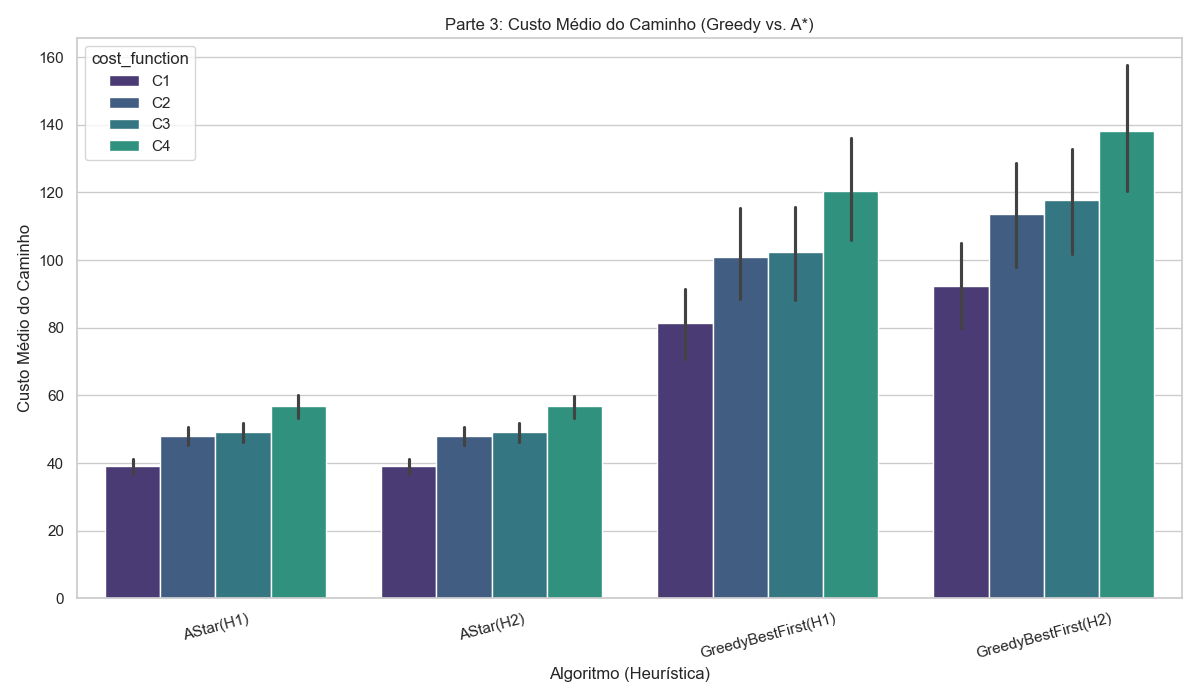 Parte 3: Custo Médio do Caminho (Greedy vs. A*)
cost_function
C1
C2
C3
C4
Custo Médio do Caminho
160
140
120
100
80
60
40
20
0
AStar(H1)
AStar(H2)
GreedyBestFirst(H1)
GreedyBestFirst(H2)
Algoritmo (Heurística)